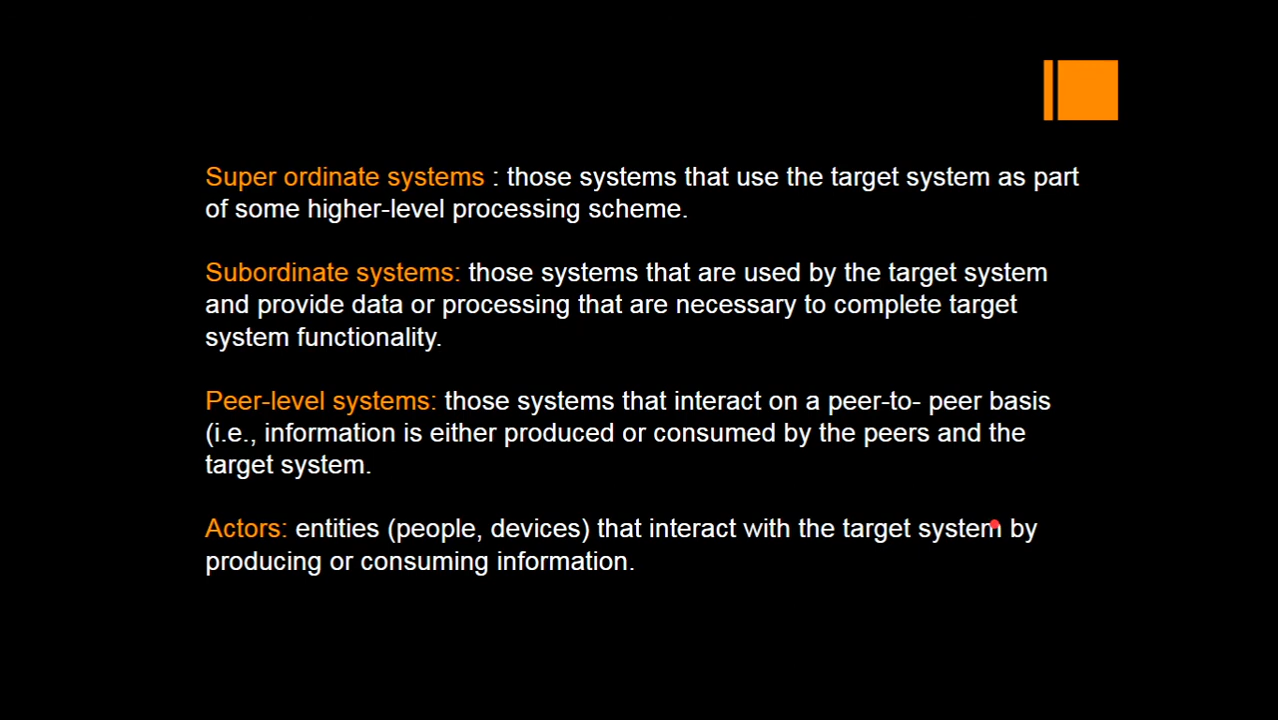 Super ordinate systems : those systems that use the target system as part
of some higher-level processing scheme.
Subordinate systems: those systems that are used by the target system
and provide data or processing that are necessary to complete target
system functionality.
Peer-level systems: those systems that interact on a peer-to- peer basis
(i.e., information is either produced or consumed by the peers and the
target system.
Actors: entities (people, devices) that interact with the target system by
producing or consuming information.